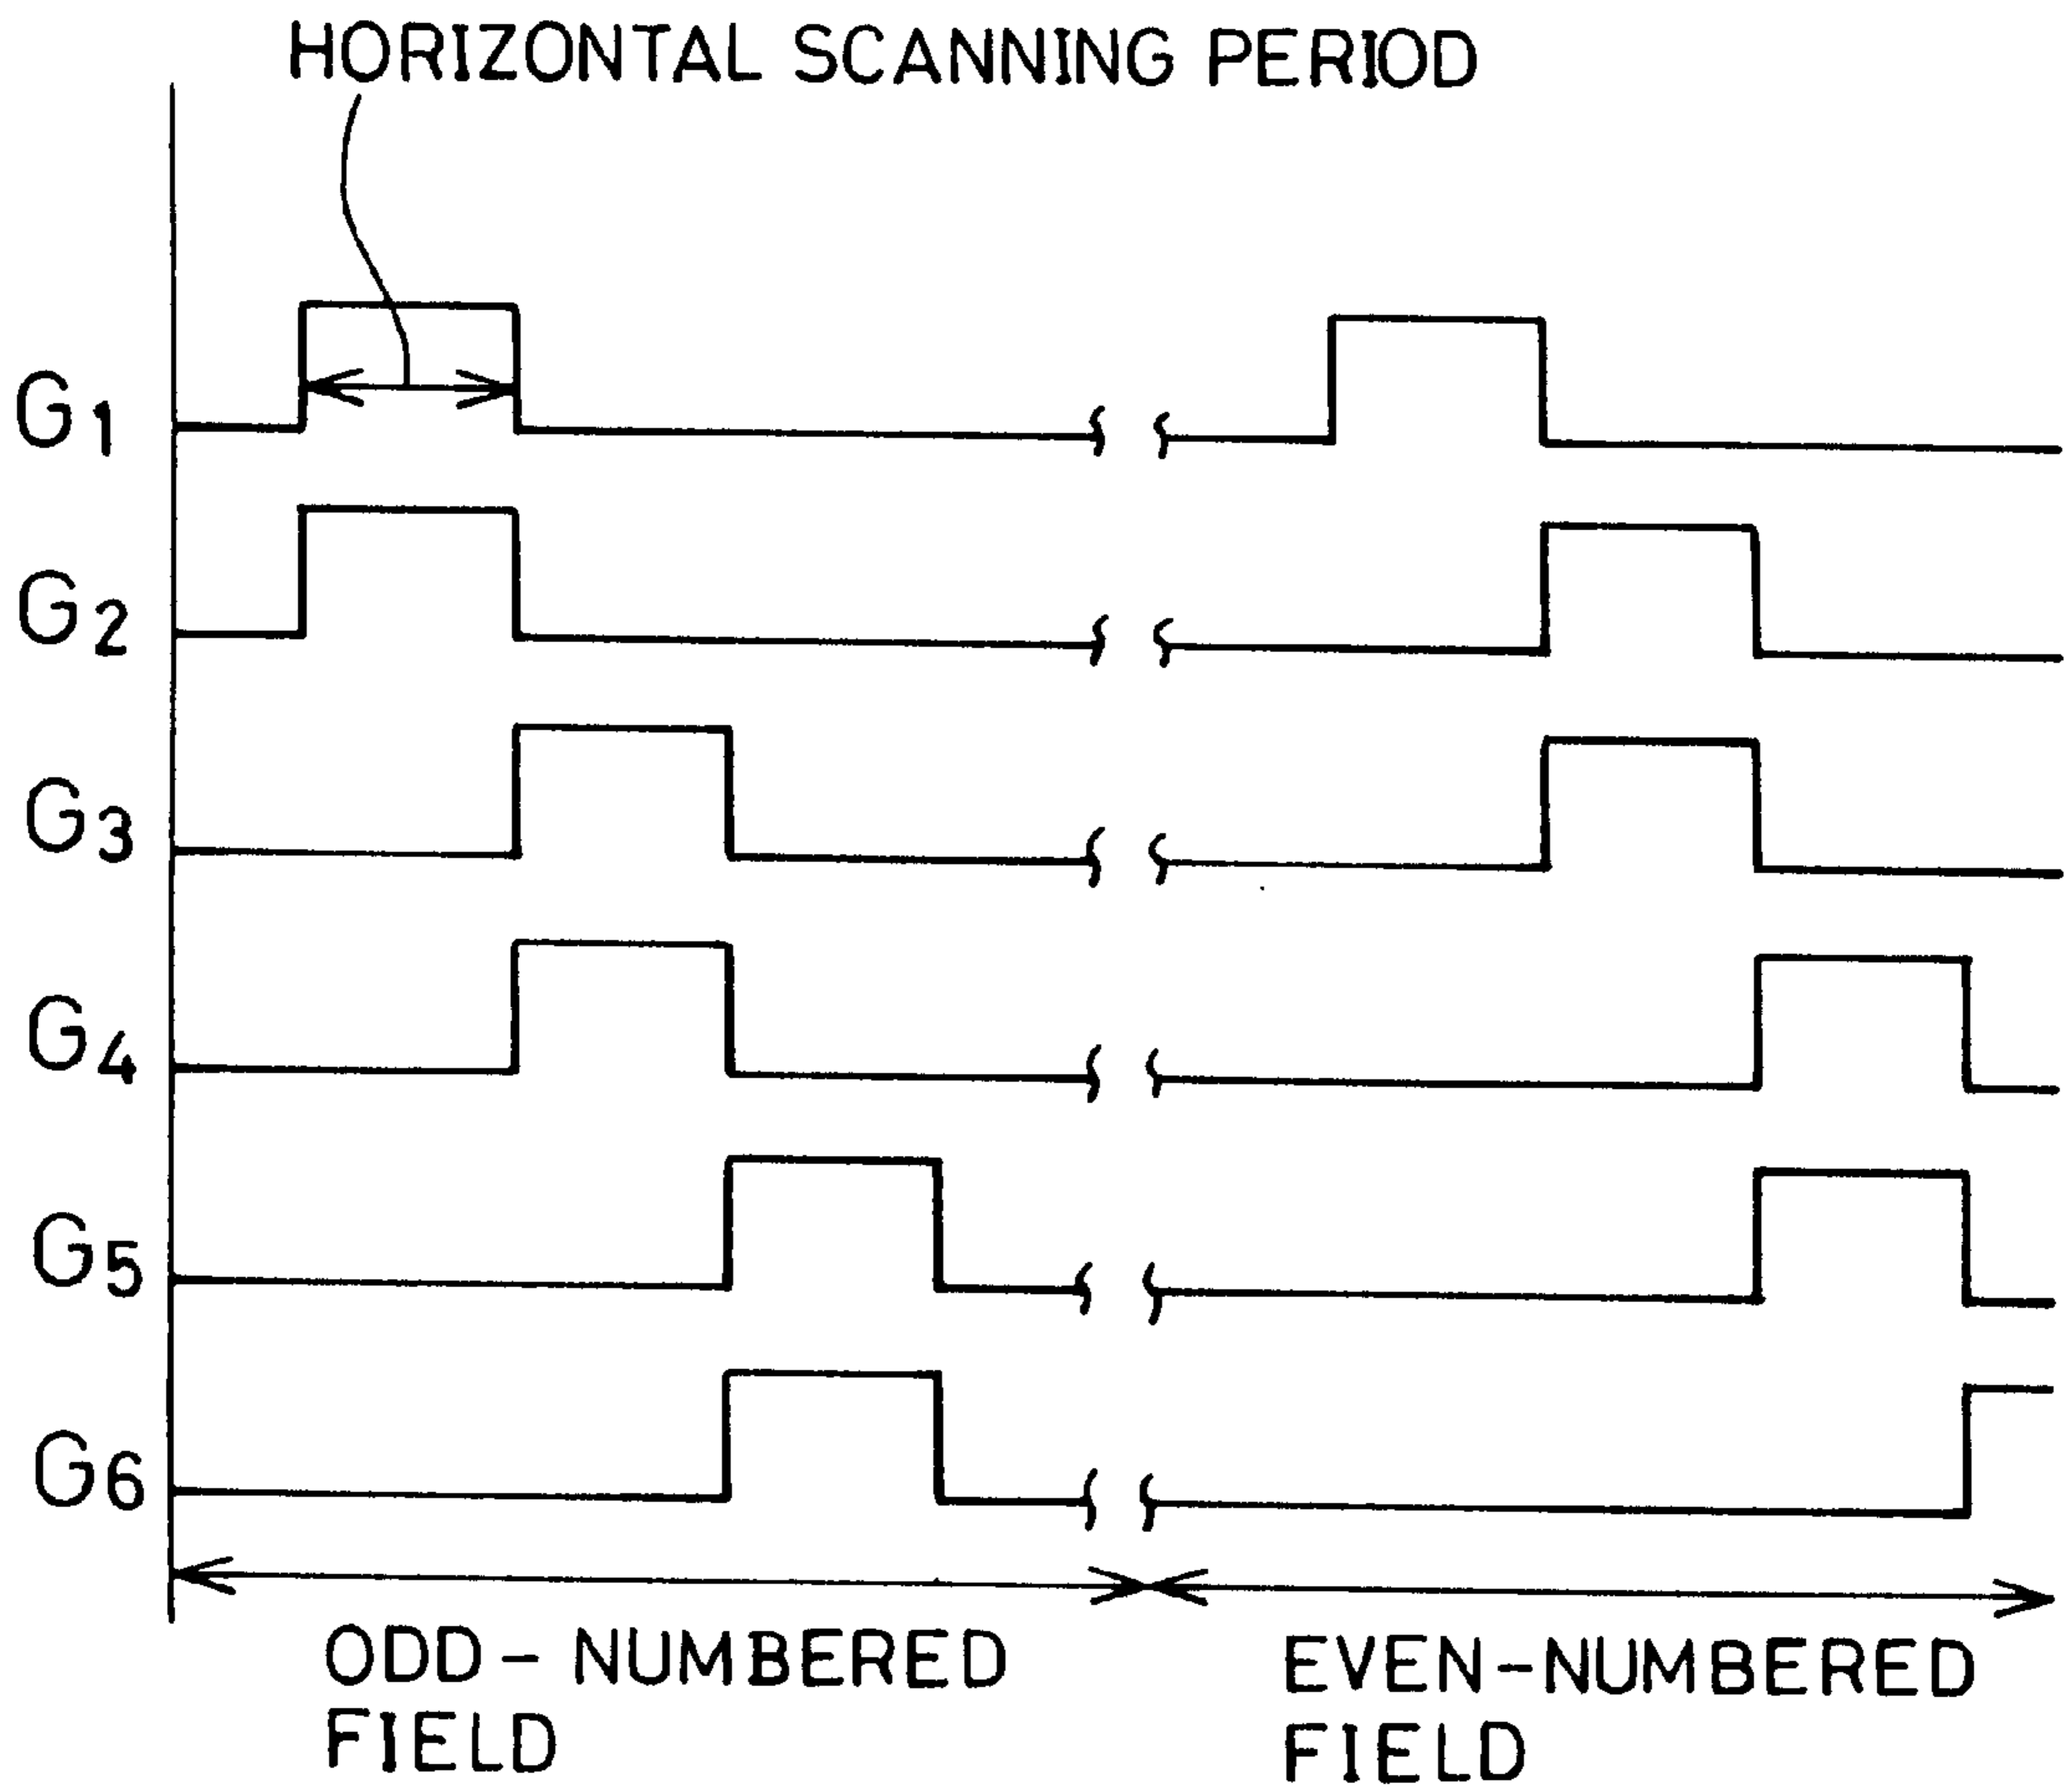 HORIZONTAL SCANNING PERIOD
G1
G2
G3
G4
G5
G6
ODD-NUMBERED
FIELD
EVEN-NUMBERED
FIELD